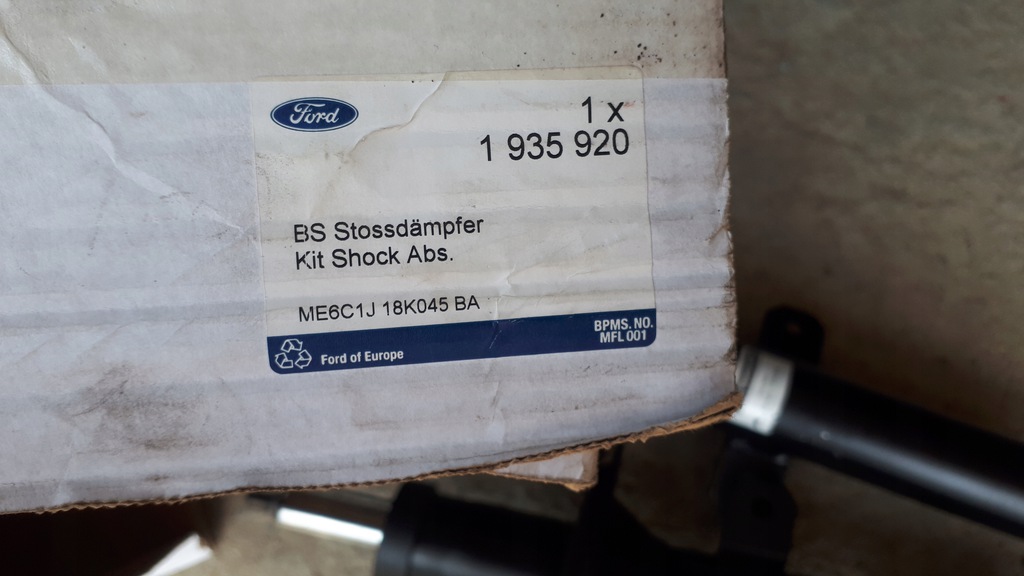 Ford
1 x
1 935 920
BS Stossdämpfer
Kit Shock Abs.
ME6C1J 18K045 BA
Ford of Europe
BPMS. NO.
MFL 001